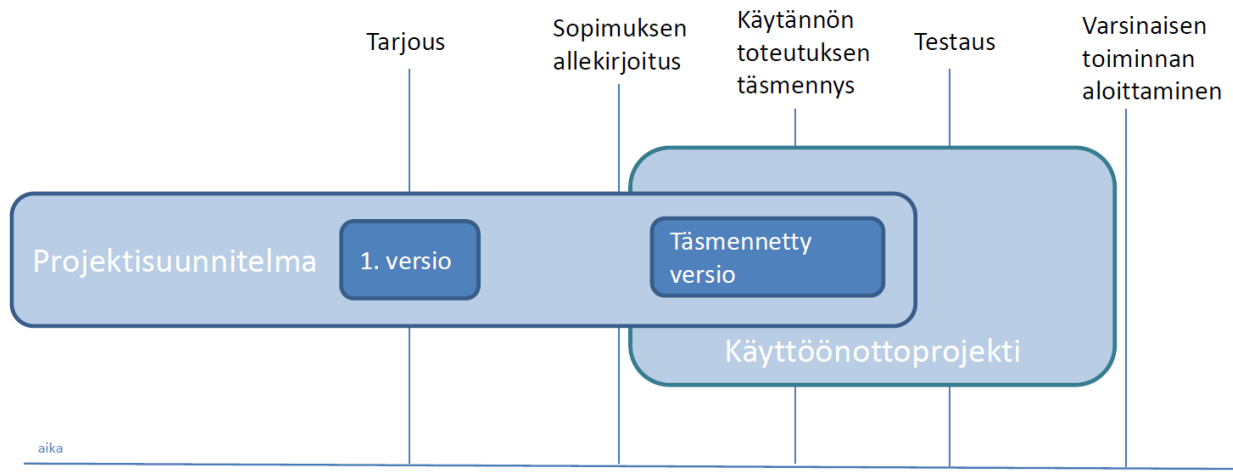 Tarjous
Sopimuksen
allekirjoitus
Käytännön
toteutuksen
täsmennys
Testaus
Varsinaisen
toiminnan
aloittaminen
Projektisuunnitelma
1. versio
Täsmennetty
versio
Käyttöönottoprojekti
aika